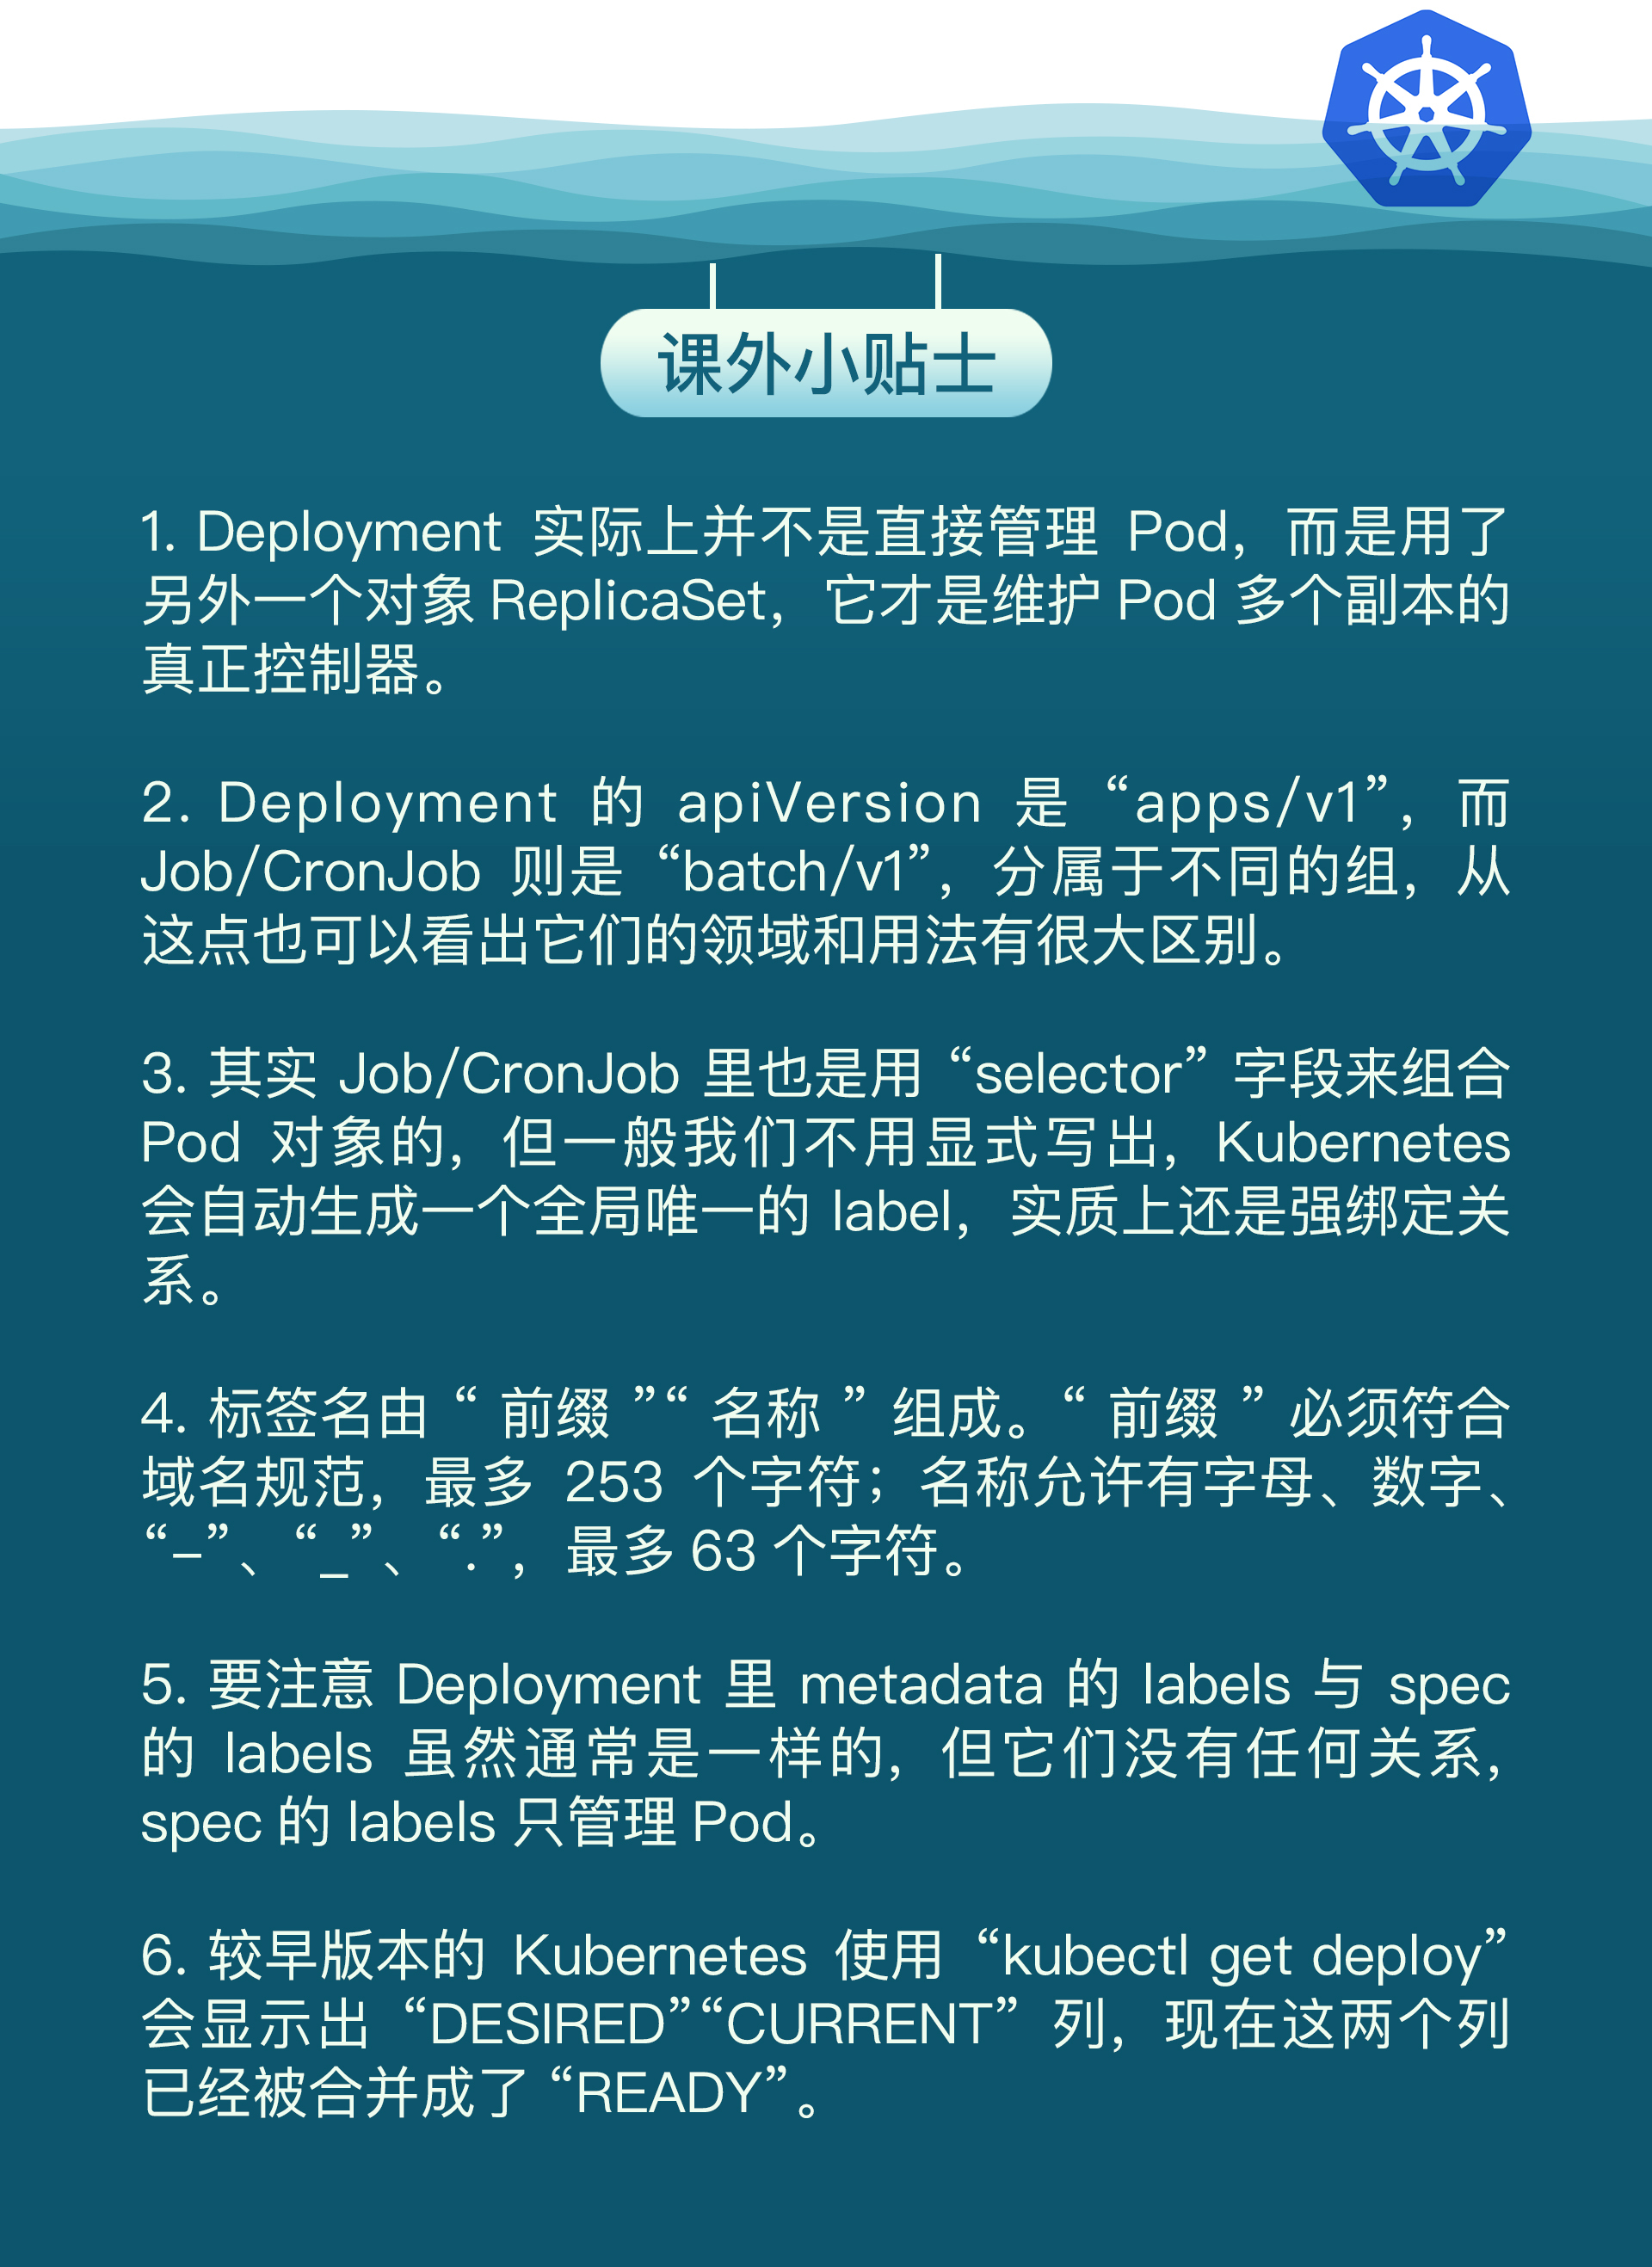 课外小贴士
1. Deployment 实际上并不是直接管理 Pod，而是用了
另外一个对象 ReplicaSet，它才是维护 Pod 多个副本的
真正控制器。
2. Deployment 的 apiVersion 是 “apps/v1”，而
Job/CronJob 则是 “batch/v1”，分属于不同的组，从
这点也可以看出它们的领域和用法有很大区别。
3. 其实 Job/CronJob 里也是用 “selector” 字段来组合
Pod 对象的，但一般我们不用显式写出，Kubernetes
会自动生成一个全局唯一的 label，实质上还是强绑定关
系。
4. 标签名由 “ 前缀 ”“ 名称 ” 组成。“ 前缀 ” 必须符合
域名规范，最多 253 个字符；名称允许有字母、数字、
“–”、“_”、“.”，最多 63 个字符。
5. 要注意 Deployment 里 metadata 的 labels 与 spec
的 labels 虽然通常是一样的，但它们没有任何关系，
spec 的 labels 只管理 Pod。
6. 较早版本的 Kubernetes 使用 “kubectl get deploy”
会显示出 “DESIRED”“CURRENT” 列，现在这两个列
已经被合并成了 “READY”。